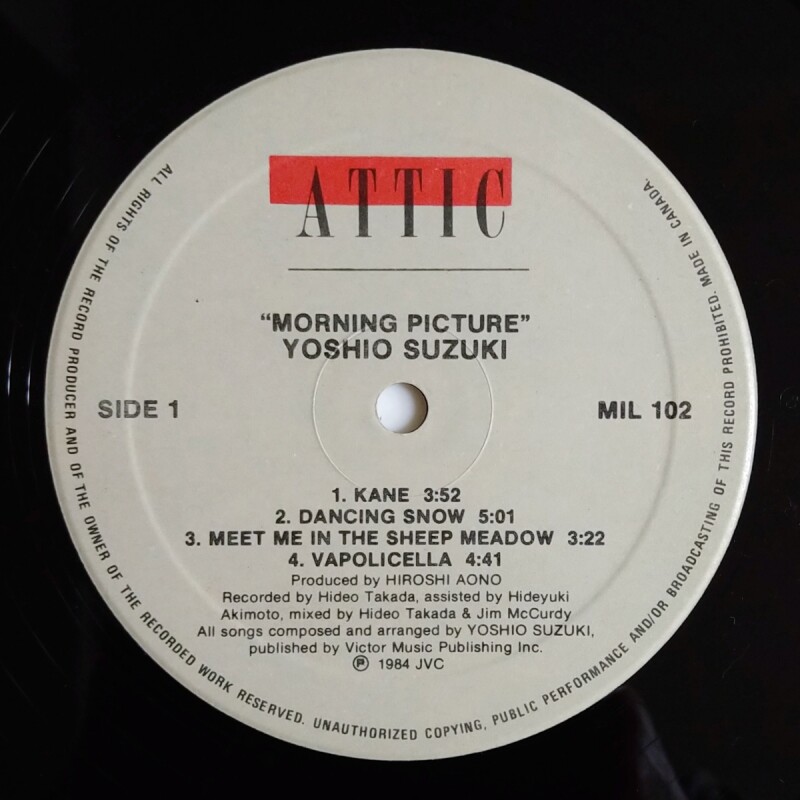 ATTIC
"MORNING PICTURE"
YOSHIO SUZUKI
SIDE 1
MIL 102
1. KANE 3:52
2. DANCING SNOW 5:01
3. MEET ME IN THE SHEEP MEADOW 3:22
4. VAPOLICELLA 4:41
Produced by HIROSHI AONO
Recorded by Hideo Takada, assisted by Hideyuki
Akimoto, mixed by Hideo Takada & Jim McCurdy
All songs composed and arranged by YOSHIO SUZUKI,
published by Victor Music Publishing Inc.
Ⓟ 1984 JVC
ALL RIGHTS OF THE RECORD PRODUCER AND OF THE OWNER OF THE RECORDED WORK RESERVED. UNAUTHORIZED COPYING, PUBLIC PERFORMANCE AND/OR BROADCASTING OF THIS RECORD PROHIBITED. MADE IN CANADA.